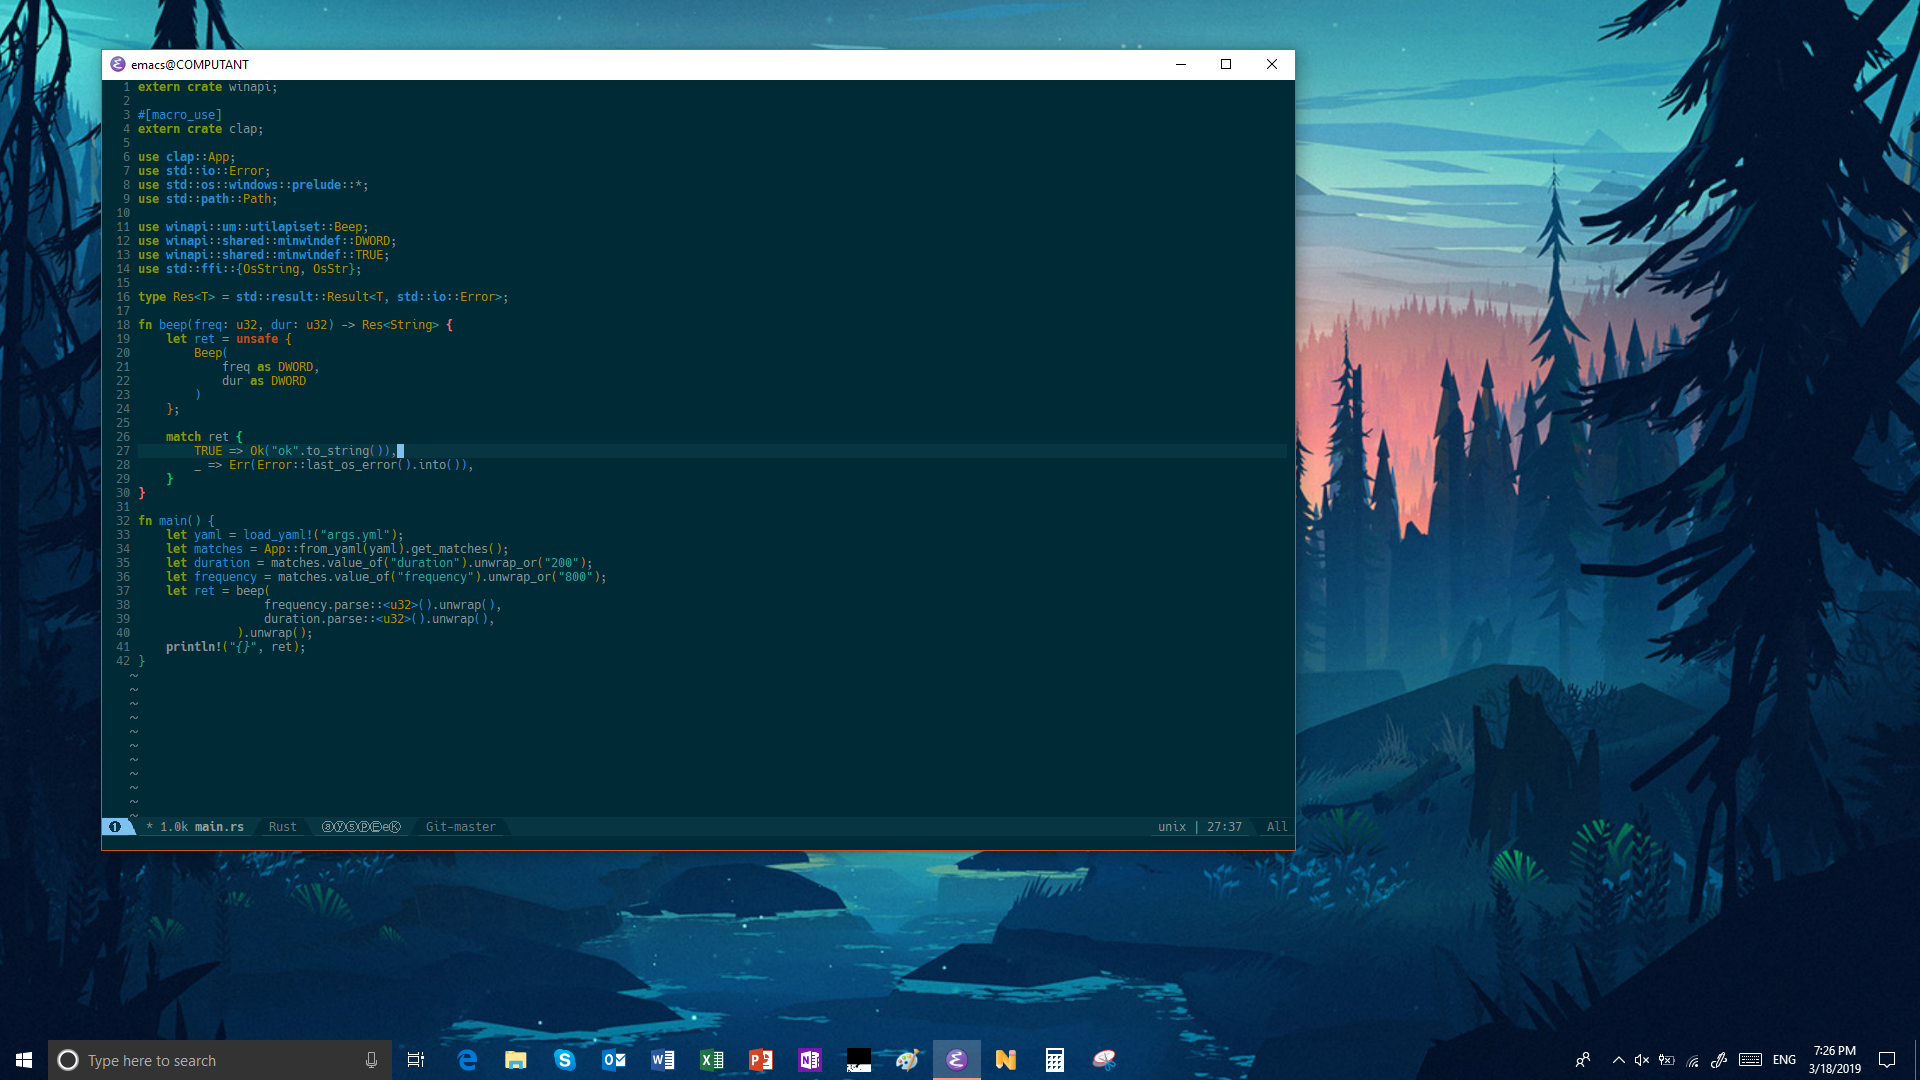 emacs@COMPUTANT
1 extern crate winapi;
2
3 #[macro_use]
4 extern crate clap;
5
6 use clap::App;
7 use std::io::Error;
8 use std::os::windows::prelude::*;
9 use std::path::Path;
10
11 use winapi::um::utilapiset::Beep;
12 use winapi::shared::minwindef::DWORD;
13 use winapi::shared::minwindef::TRUE;
14 use std::ffi::{OsString, OsStr};
15
16 type Res<T> = std::result::Result<T, std::io::Error>;
17
18 fn beep(freq: u32, dur: u32) -> Res<String> {
19     let ret = unsafe {
20         Beep(
21             freq as DWORD,
22             dur as DWORD
23         )
24     };
25
26     match ret {
27         TRUE => Ok("ok".to_string()),
28         _ => Err(Error::last_os_error().into()),
29     }
30 }
31
32 fn main() {
33     let yaml = load_yaml!("args.yml");
34     let matches = App::from_yaml(yaml).get_matches();
35     let duration = matches.value_of("duration").unwrap_or("200");
36     let frequency = matches.value_of("frequency").unwrap_or("800");
37     let ret = beep(
38                   frequency.parse::<u32>().unwrap(),
39                   duration.parse::<u32>().unwrap(),
40               ).unwrap();
41     println!("{}", ret);
42 }
~
~
~
~
~
~
~
~
~
~
~
❶ * 1.0k main.rs Rust ⓐⓨⓢⓅⒺeⓀ Git-master unix | 27:37 All
Type here to search
ENG
7:26 PM
3/18/2019